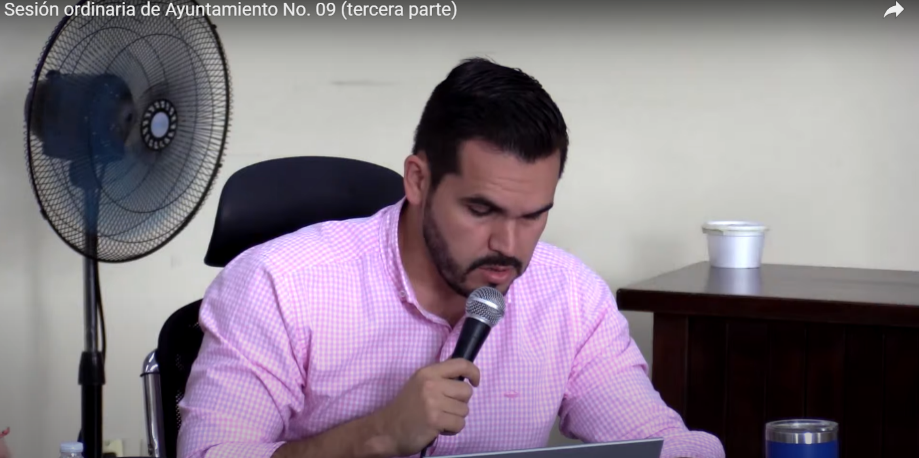 Sesión ordinaria de Ayuntamiento No. 09 (tercera parte)